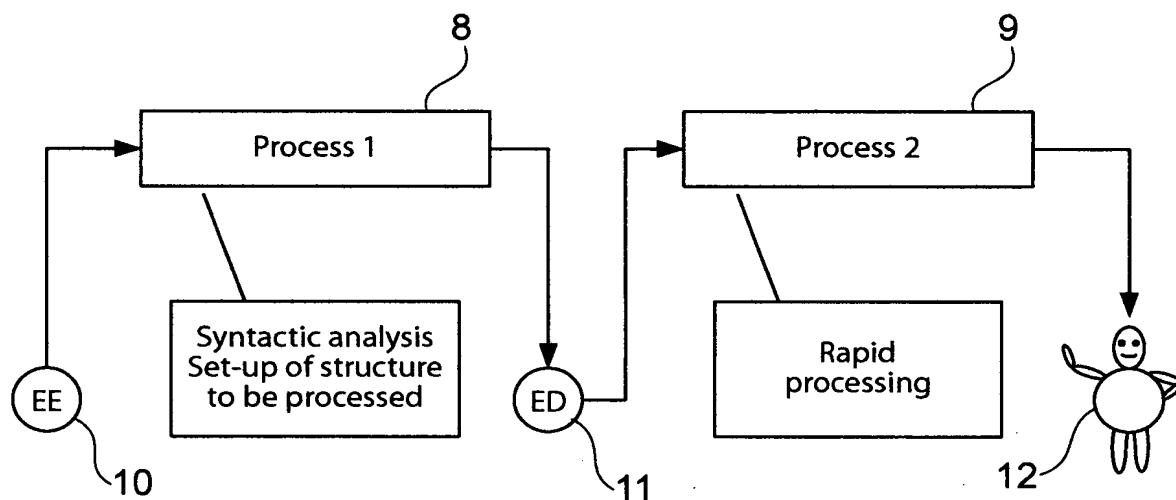 8
9
Process 1
Process 2
Syntactic analysis
Set-up of structure
to be processed
Rapid
processing
EE
ED
10
11
12